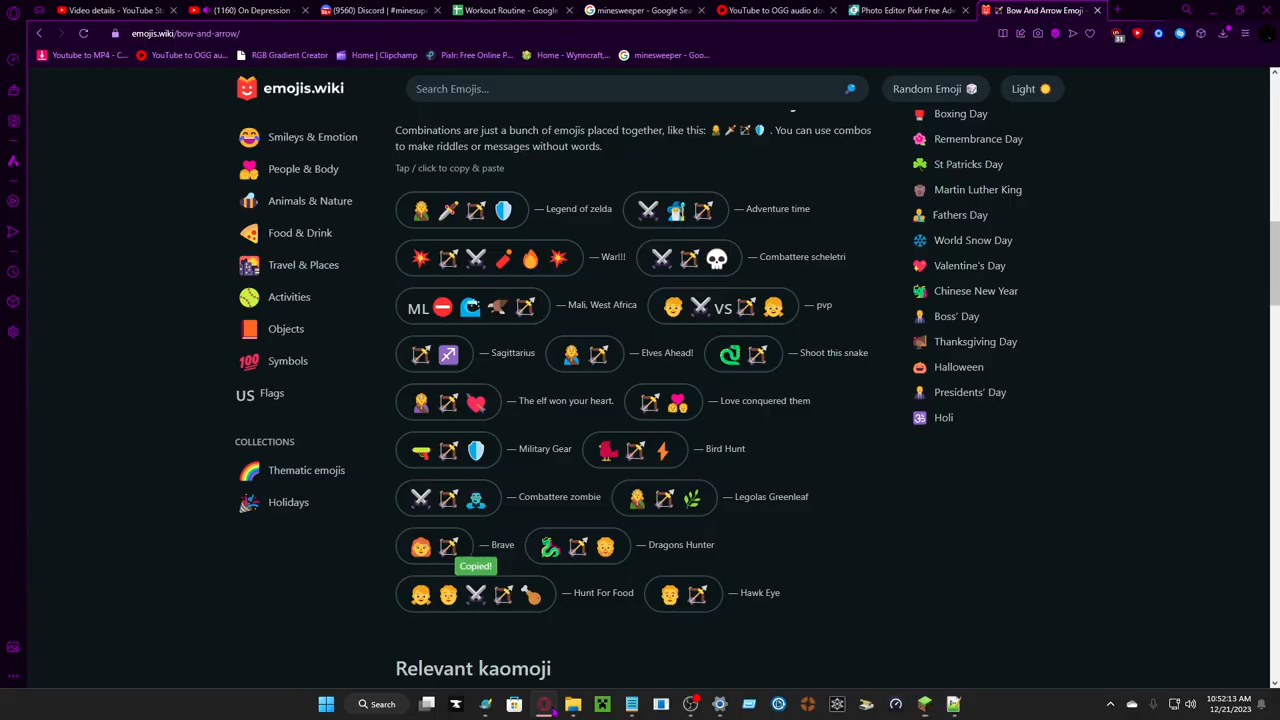 Video details - YouTube S
(1160) On Depression -
(9560) Discord | #minesup
Workout Routine - Google
minesweeper - Google Sea
YouTube to OGG audio do
Photo Editor Pixlr Free Adv
Bow And Arrow Emoji
emojis.wiki/bow-and-arrow/
31
Youtube to MP4 - C...
YouTube to OGG au...
RGB Gradient Creator
Home | Clipchamp
Pixlr: Free Online P...
Home - Wynncraft,...
minesweeper - Goo...
emojis.wiki
Search Emojis...
Random Emoji
Light
Smileys & Emotion
People & Body
Animals & Nature
Food & Drink
Travel & Places
Activities
Objects
Symbols
US Flags
COLLECTIONS
Thematic emojis
Holidays
Combinations are just a bunch of emojis placed together, like this: . You can use combos
to make riddles or messages without words.
Tap / click to copy & paste
— Legend of zelda
— Adventure time
— War!!!
— Combattere scheletri
ML — Mali, West Africa
VS — pvp
— Sagittarius
— Elves Ahead!
— Shoot this snake
— The elf won your heart.
— Love conquered them
— Military Gear
— Bird Hunt
— Combattere zombie
— Legolas Greenleaf
— Brave
— Dragons Hunter
Copied!
— Hunt For Food
— Hawk Eye
Relevant kaomoji
Boxing Day
Remembrance Day
St Patricks Day
Martin Luther King
Fathers Day
World Snow Day
Valentine's Day
Chinese New Year
Boss' Day
Thanksgiving Day
Halloween
Presidents' Day
Holi
Search
10:52:13 AM
12/21/2023